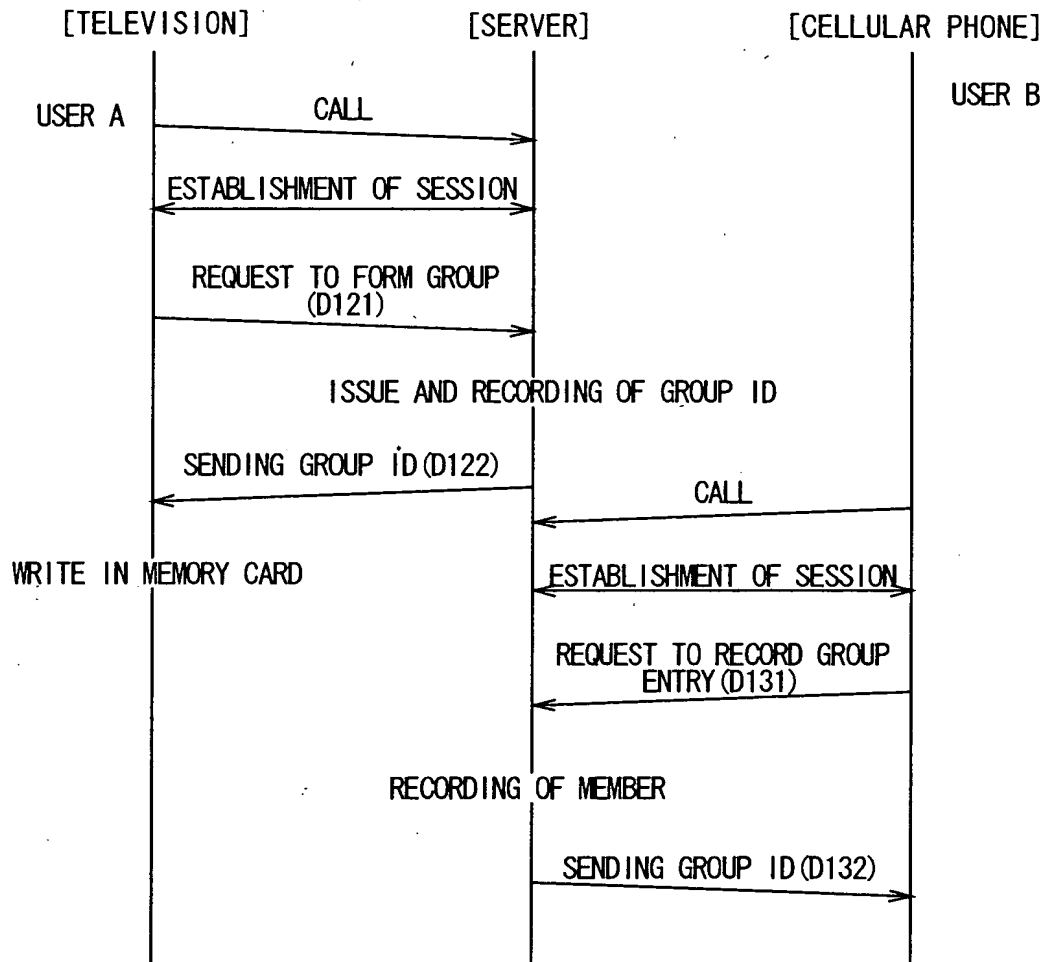 [TELEVISION] [SERVER] [CELLULAR PHONE]
USER A CALL USER B
ESTABLISHMENT OF SESSION
REQUEST TO FORM GROUP
(D121)
ISSUE AND RECORDING OF GROUP ID
SENDING GROUP ID(D122)
CALL
WRITE IN MEMORY CARD ESTABLISHMENT OF SESSION
REQUEST TO RECORD GROUP
ENTRY(D131)
RECORDING OF MEMBER
SENDING GROUP ID(D132)